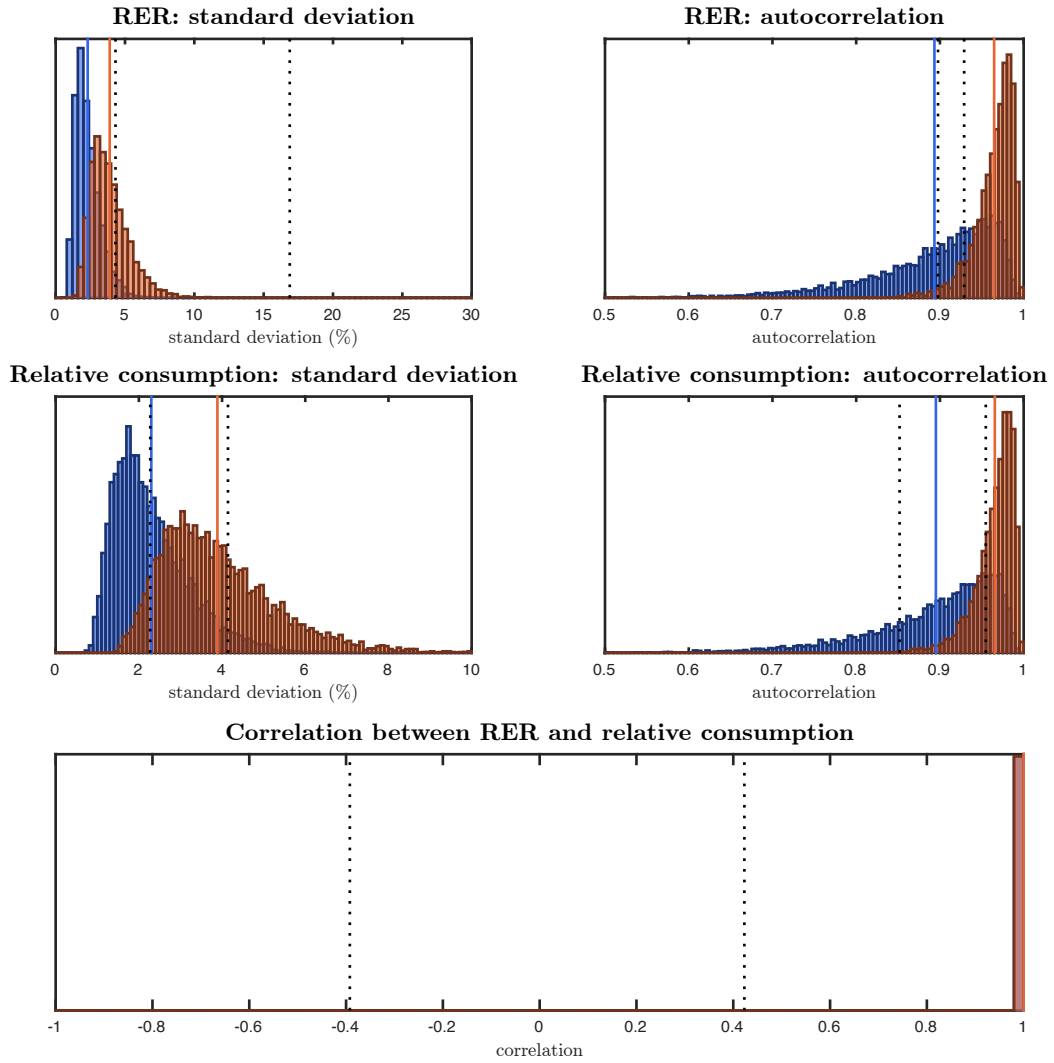 RER: standard deviation
RER: autocorrelation
0 5 10 15 20 25 30
0.5 0.6 0.7 0.8 0.9 1
standard deviation (%)
autocorrelation
Relative consumption: standard deviation
Relative consumption: autocorrelation
0 2 4 6 8 10
0.5 0.6 0.7 0.8 0.9 1
standard deviation (%)
autocorrelation
Correlation between RER and relative consumption
-1 -0.8 -0.6 -0.4 -0.2 0 0.2 0.4 0.6 0.8 1
correlation